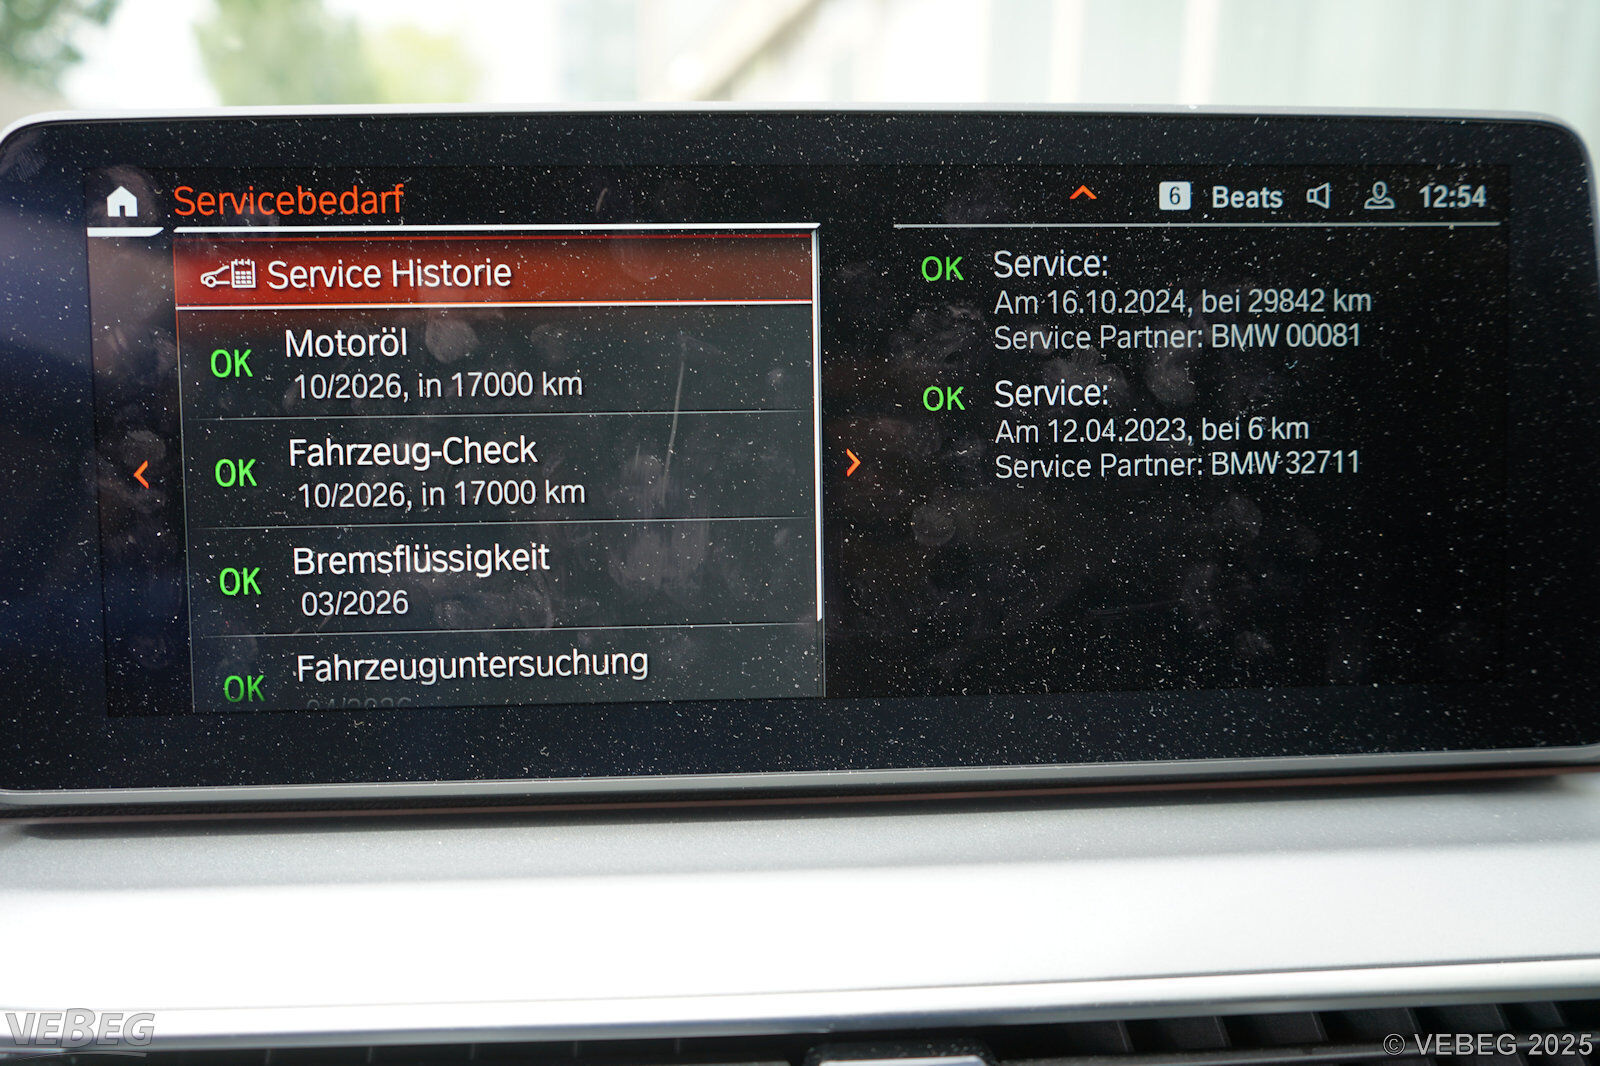 Servicebedarf
6 Beats 12:54
Service Historie
OK Motoröl
10/2026, in 17000 km
OK Fahrzeug-Check
10/2026, in 17000 km
OK Bremsflüssigkeit
03/2026
OK Fahrzeuguntersuchung
04/2026
OK Service:
Am 16.10.2024, bei 29842 km
Service Partner: BMW 00081
OK Service:
Am 12.04.2023, bei 6 km
Service Partner: BMW 32711
VEBEG
© VEBEG 2025